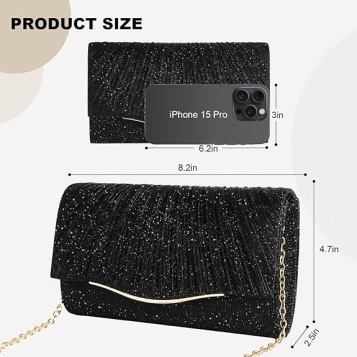 PRODUCT SIZE
iPhone 15 Pro
3in
6.2in
8.2in
4.7in
2.5in